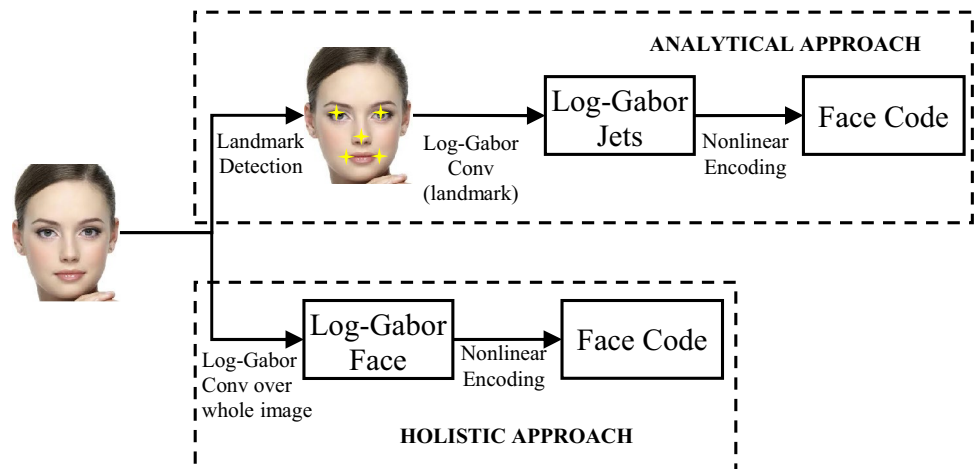 ANALYTICAL APPROACH
Landmark
Detection
Log-Gabor
Conv
(landmark)
Log-Gabor
Jets
Nonlinear
Encoding
Face Code
Log-Gabor
Conv over
whole image
Log-Gabor
Face
Nonlinear
Encoding
Face Code
HOLISTIC APPROACH